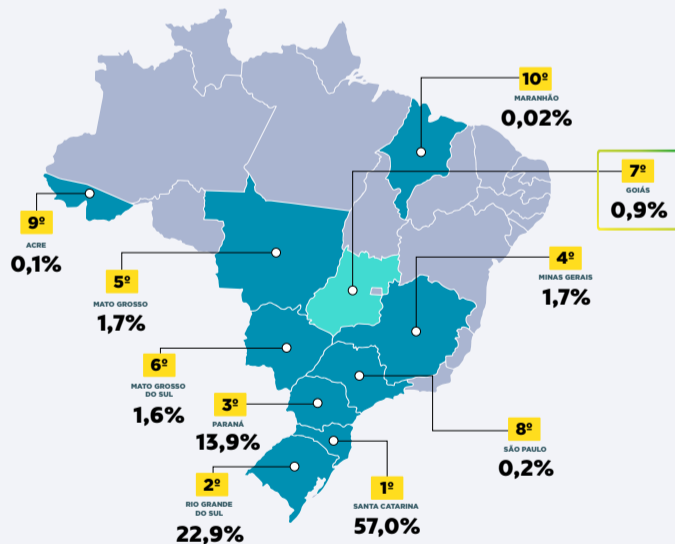 10º
MARANHÃO
0,02%
7º
GOIÁS
0,9%
9º
ACRE
0,1%
4º
MINAS GERAIS
1,7%
5º
MATO GROSSO
1,7%
6º
MATO GROSSO
DO SUL
1,6%
3º
PARANÁ
13,9%
8º
SÃO PAULO
0,2%
2º
RIO GRANDE
DO SUL
22,9%
1º
SANTA CATARINA
57,0%